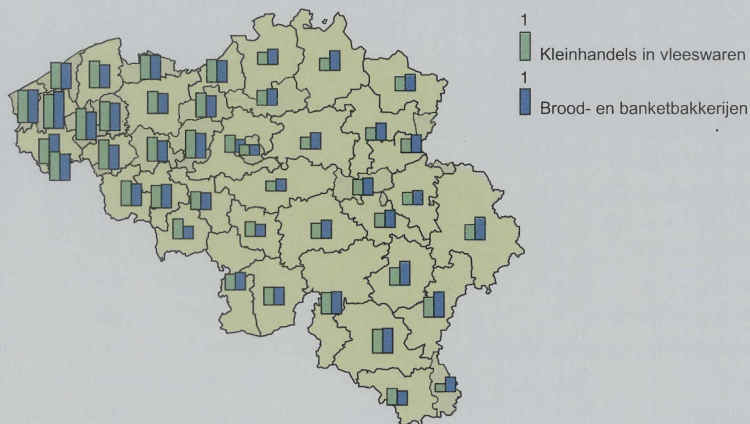 1
Kleinhandels in vleeswaren
1
Brood- en banketbakkerijen